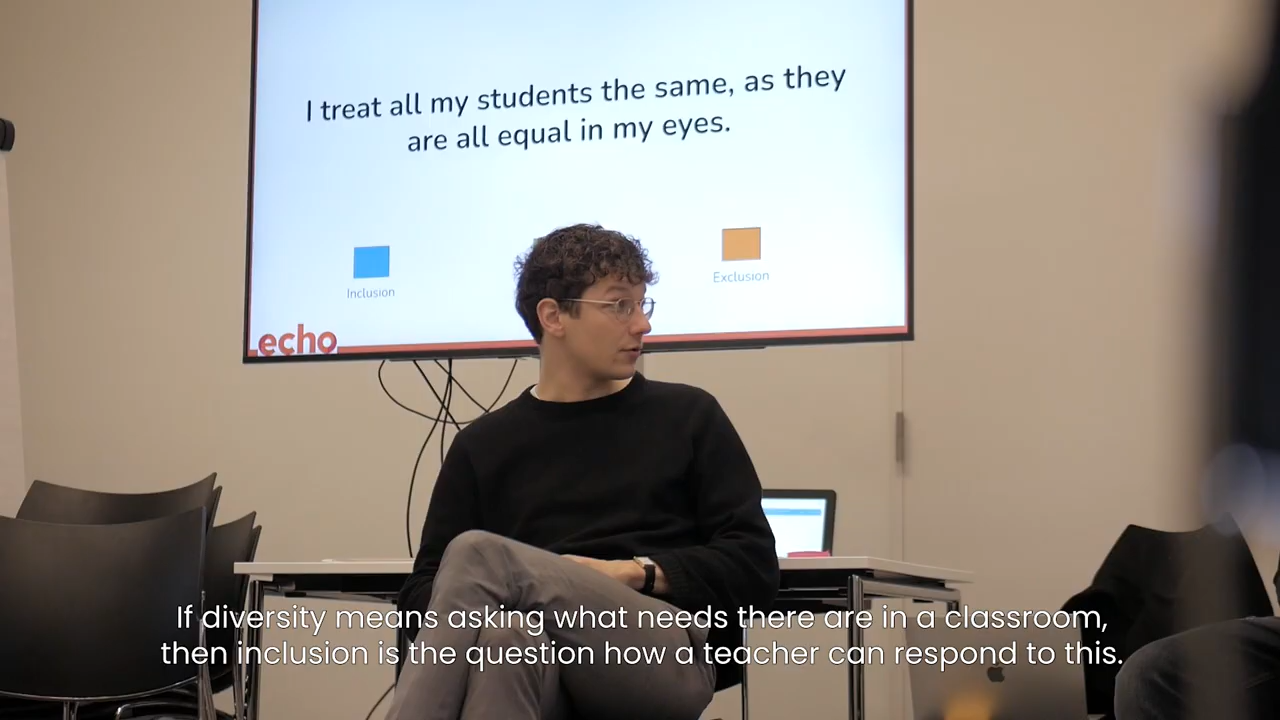 I treat all my students the same, as they
are all equal in my eyes.
Inclusion
Exclusion
echo
If diversity means asking what needs there are in a classroom,
then inclusion is the question how a teacher can respond to this.